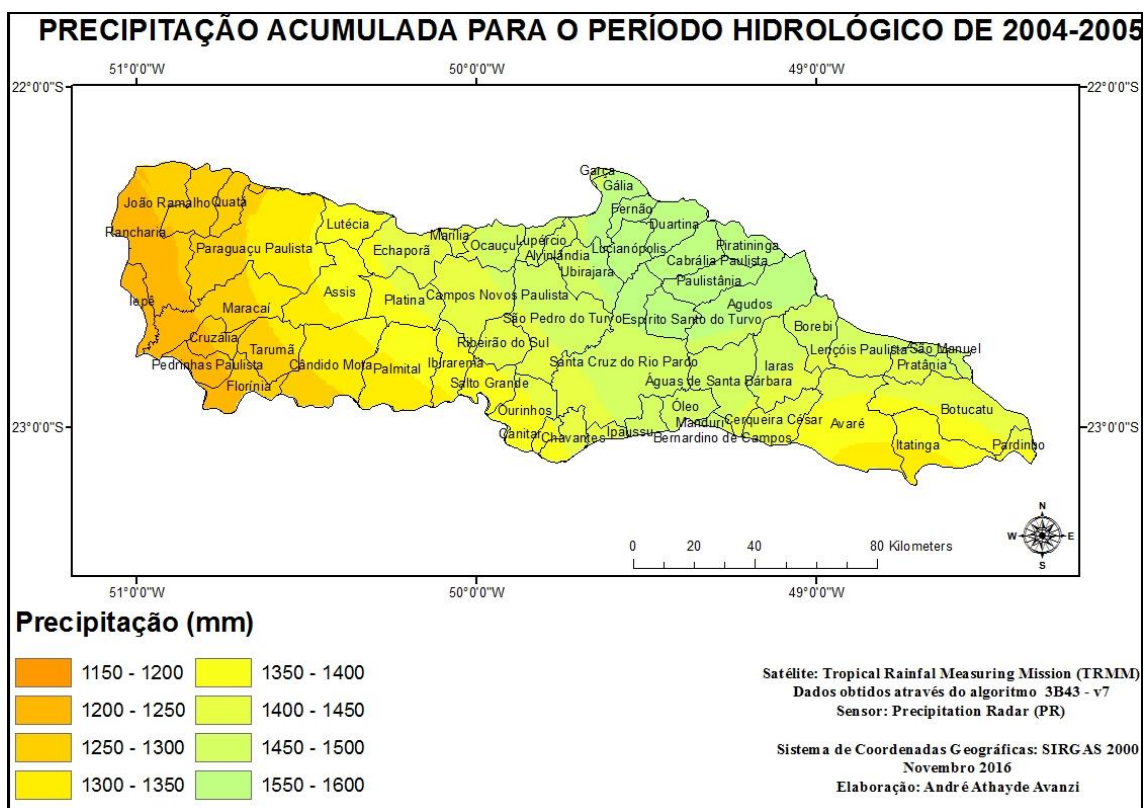 PRECIPITAÇÃO ACUMULADA PARA O PERÍODO HIDROLÓGICO DE 2004-2005
51°0'0"W 50°0'0"W 49°0'0"W
22°0'0"S 22°0'0"S
Garça
Gália
João Ramalho Quatá
Fernão
Lutécia
Duartina
Rancharia
Marília
Lupércio
Paraguaçu Paulista
Echaporã
Ocauçu
Lucianópolis
Piratininga
Alvinlândia
Cabrália Paulista
Ubirajara
Paulistânia
Iepê
Assis
Platina
Campos Novos Paulista
Maracaí
Agudos
São Pedro do Turvo
Espírito Santo do Turvo
Borebi
Cruzália
Tarumã
Ribeirão do Sul
Lençóis Paulista
São Manuel
Pedrinhas Paulista
Cândido Mota
Palmital
Ibirarema
Santa Cruz do Rio Pardo
Iaras
Pratânia
Florínia
Salto Grande
Águas de Santa Bárbara
Ourinhos
Óleo
Botucatu
Manduri
Cerqueira César
Avaré
23°0'0"S 23°0'0"S
Canitar
Chavantes
Ipaussu
Bernardino de Campos
Itatinga
Pardinho
N
W E
S
0 20 40 80 Kilometers
51°0'0"W 50°0'0"W 49°0'0"W
Precipitação (mm)
1150 - 1200 1350 - 1400
1200 - 1250 1400 - 1450
1250 - 1300 1450 - 1500
1300 - 1350 1550 - 1600
Satélite: Tropical Rainfal Measuring Mission (TRMM)
Dados obtidos através do algoritmo 3B43 - v7
Sensor: Precipitation Radar (PR)
Sistema de Coordenadas Geográficas: SIRGAS 2000
Novembro 2016
Elaboração: André Athayde Avanzi